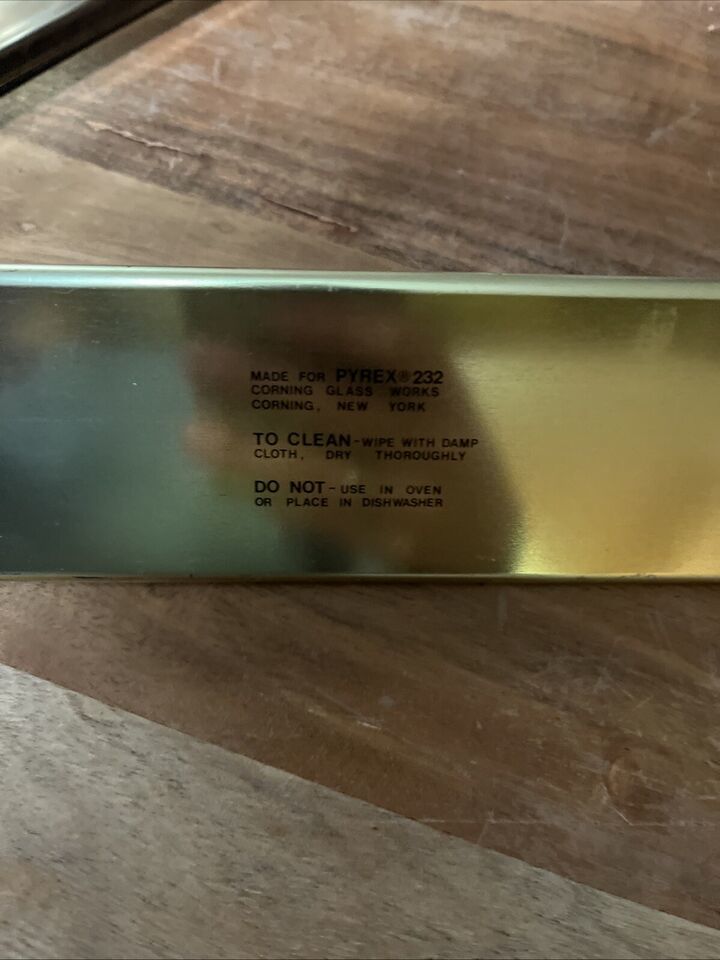 MADE FOR PYREX® 232
CORNING GLASS WORKS
CORNING, NEW YORK
TO CLEAN - WIPE WITH DAMP
CLOTH, DRY THOROUGHLY
DO NOT - USE IN OVEN
OR PLACE IN DISHWASHER